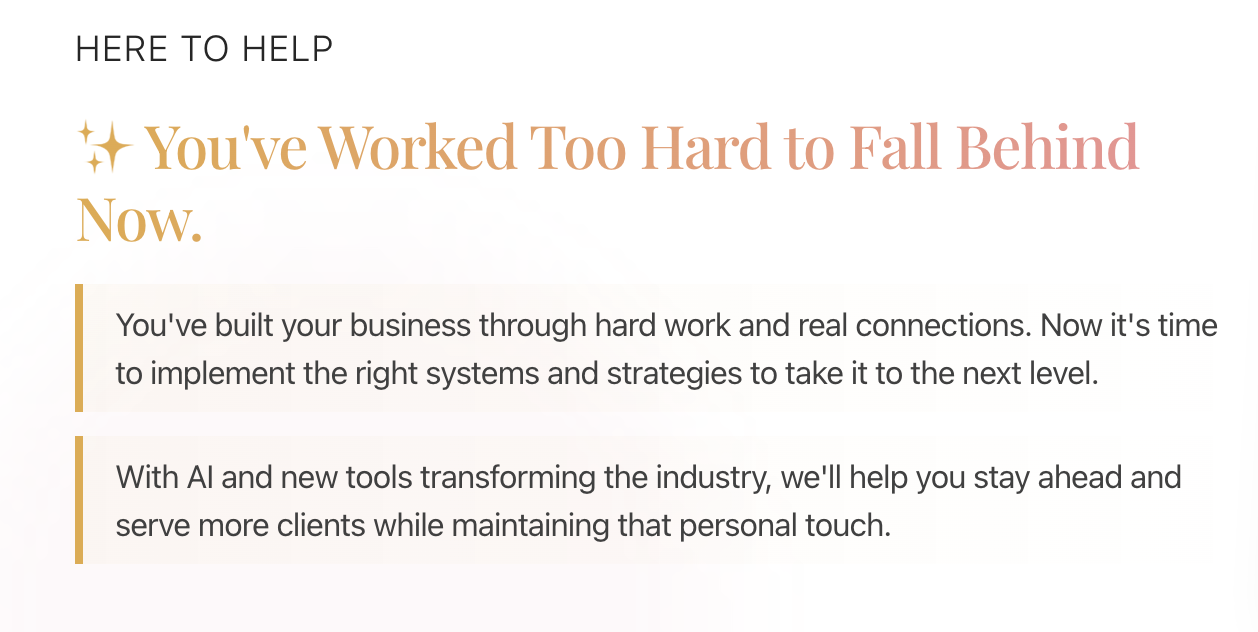 HERE TO HELP
✨ You've Worked Too Hard to Fall Behind
Now.
You've built your business through hard work and real connections. Now it's time
to implement the right systems and strategies to take it to the next level.
With AI and new tools transforming the industry, we'll help you stay ahead and
serve more clients while maintaining that personal touch.